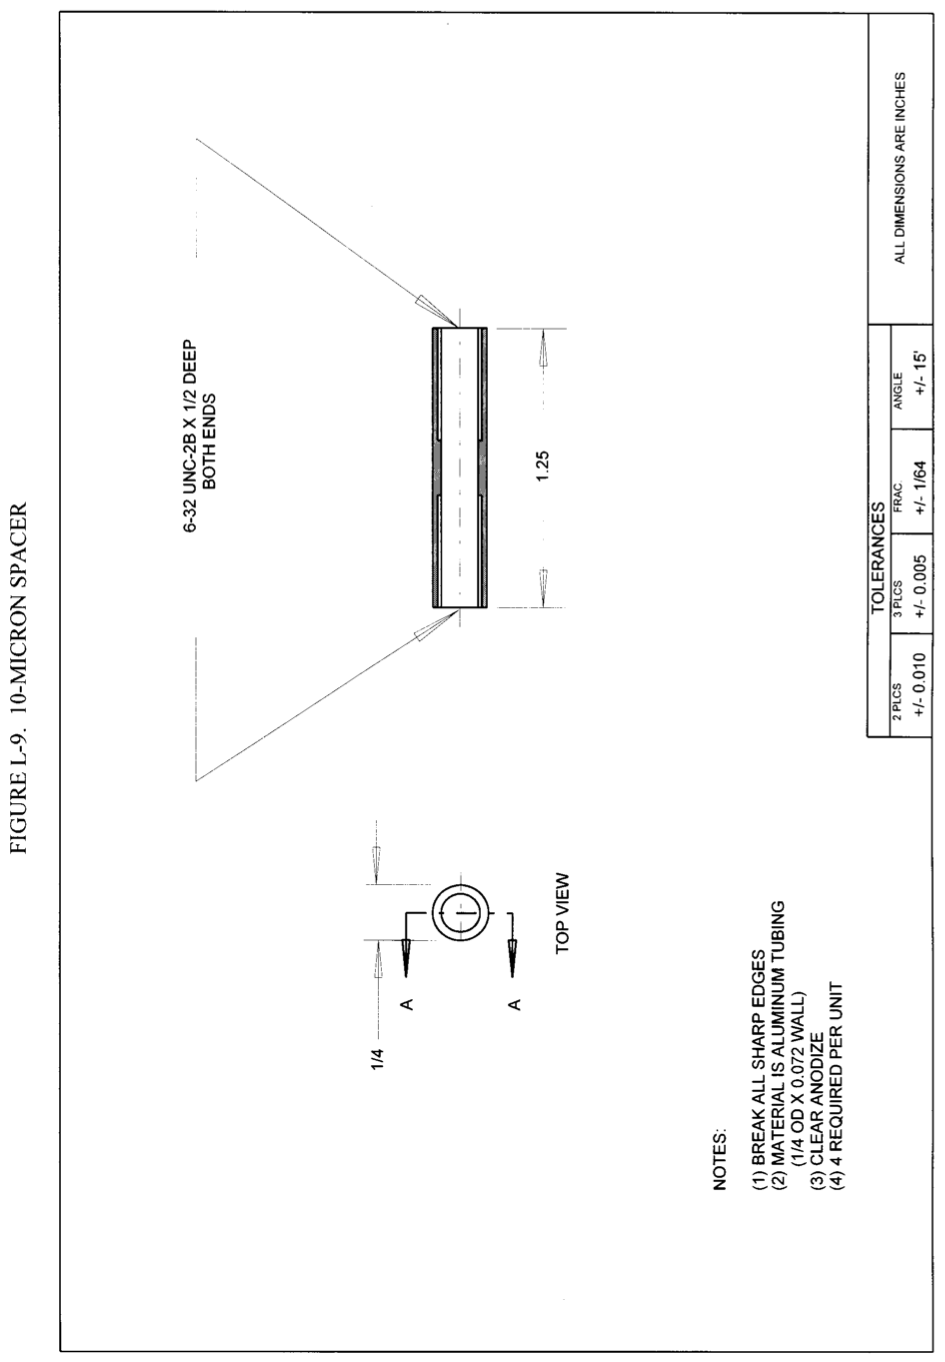 FIGURE L-9. 10-MICRON SPACER
6-32 UNC-2B X 1/2 DEEP
BOTH ENDS
1.25
1/4
A
A
TOP VIEW
NOTES:
(1) BREAK ALL SHARP EDGES
(2) MATERIAL IS ALUMINUM TUBING
(1/4 OD X 0.072 WALL)
(3) CLEAR ANODIZE
(4) 4 REQUIRED PER UNIT
TOLERANCES
2 PLCS
3 PLCS
FRAC
ANGLE
+/- 0.010
+/- 0.005
+/- 1/64
+/- 15'
ALL DIMENSIONS ARE INCHES